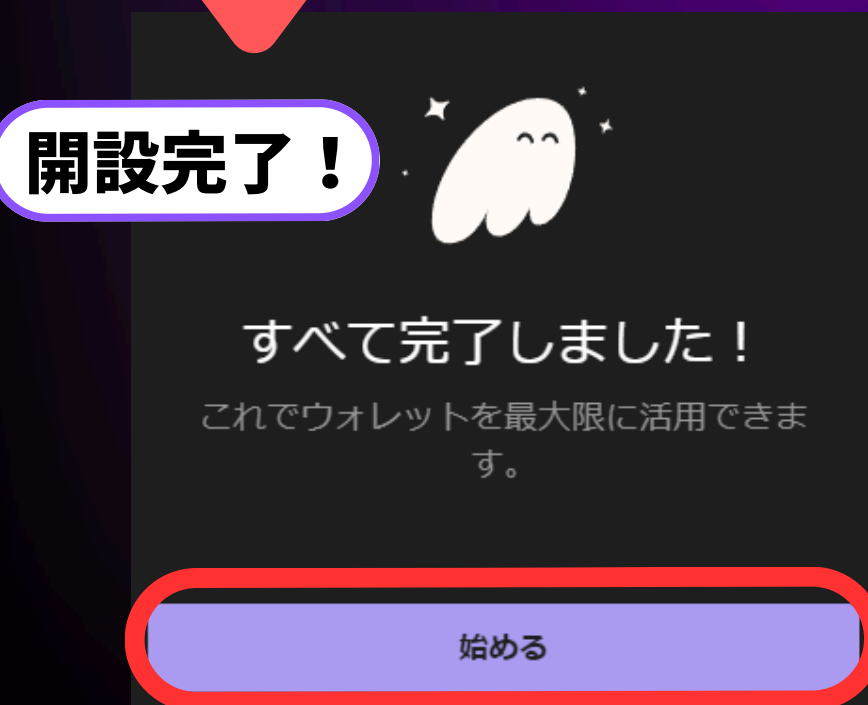 開設完了！
すべて完了しました！
これでウォレットを最大限に活用できま
す。
始める